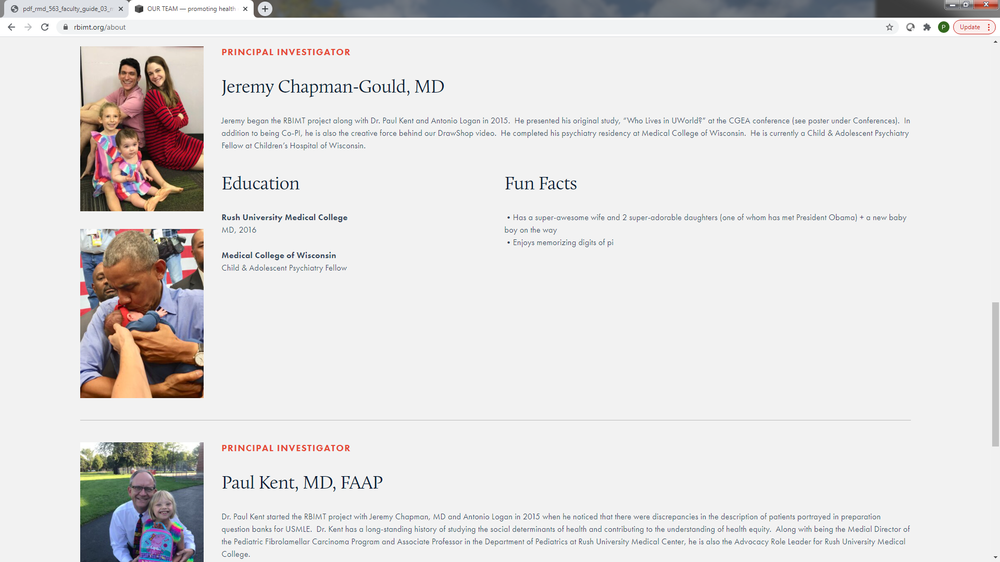 pdf_rmd_563_faculty_guide_03_
OUR TEAM — promoting health
rbimt.org/about
P
Update
PRINCIPAL INVESTIGATOR
Jeremy Chapman-Gould, MD
Jeremy began the RBIMT project along with Dr. Paul Kent and Antonio Logan in 2015.  He presented his original study, “Who Lives in UWorld?” at the CGEA conference (see poster under Conferences).  In
addition to being Co-PI, he is also the creative force behind our DrawShop video.  He completed his psychiatry residency at Medical College of Wisconsin.  He is currently a Child & Adolescent Psychiatry
Fellow at Children’s Hospital of Wisconsin.
Education
Rush University Medical College
MD, 2016
Medical College of Wisconsin
Child & Adolescent Psychiatry Fellow
Fun Facts
• Has a super-awesome wife and 2 super-adorable daughters (one of whom has met President Obama) + a new baby
boy on the way
• Enjoys memorizing digits of pi
PRINCIPAL INVESTIGATOR
Paul Kent, MD, FAAP
Dr. Paul Kent started the RBIMT project with Jeremy Chapman, MD and Antonio Logan in 2015 when he noticed that there were discrepancies in the description of patients portrayed in preparation
question banks for USMLE.  Dr. Kent has a long-standing history of studying the social determinants of health and contributing to the understanding of health equity.  Along with being the Medial Director of
the Pediatric Fibrolamellar Carcinoma Program and Associate Professor in the Department of Pediatrics at Rush University Medical Center, he is also the Advocacy Role Leader for Rush University Medical
College.